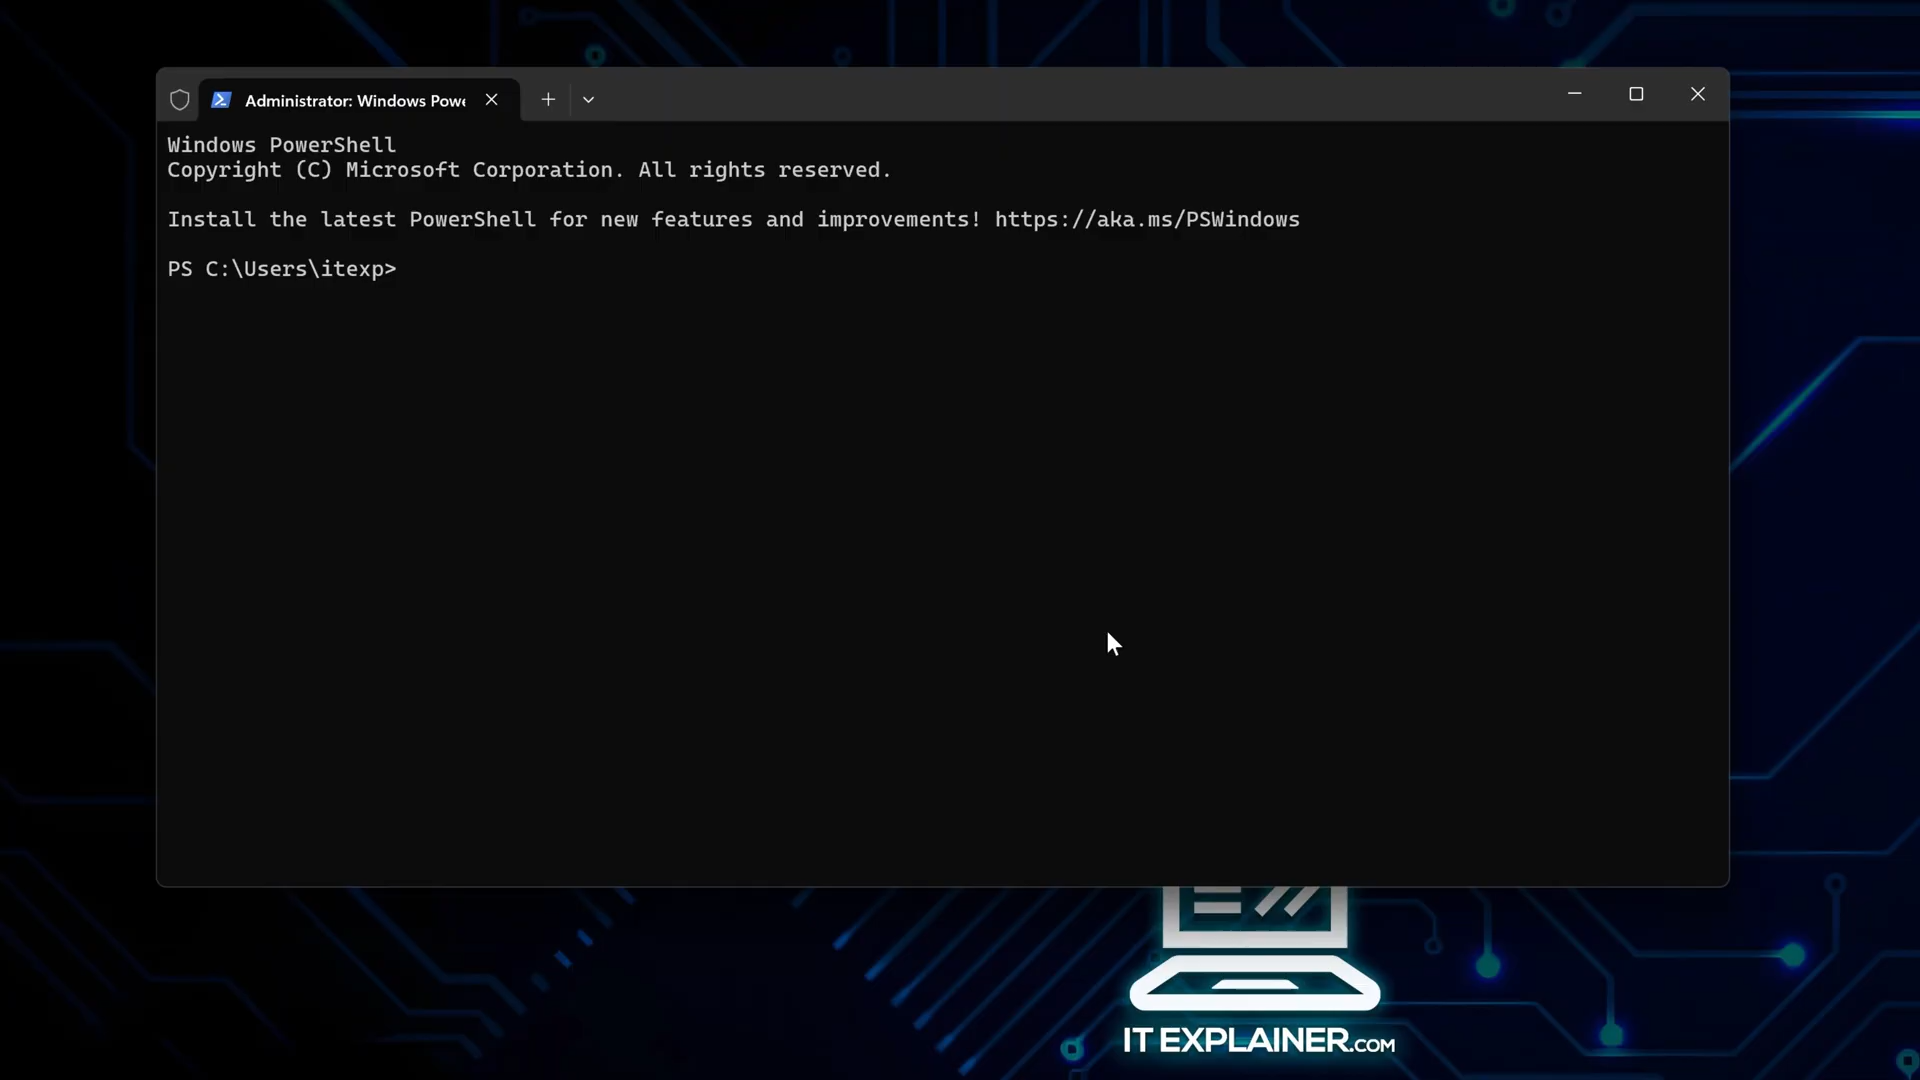 Administrator: Windows Powe
Windows PowerShell
Copyright (C) Microsoft Corporation. All rights reserved.
Install the latest PowerShell for new features and improvements! https://aka.ms/PSWindows
PS C:\Users\itexp>
IT EXPLAINER.COM